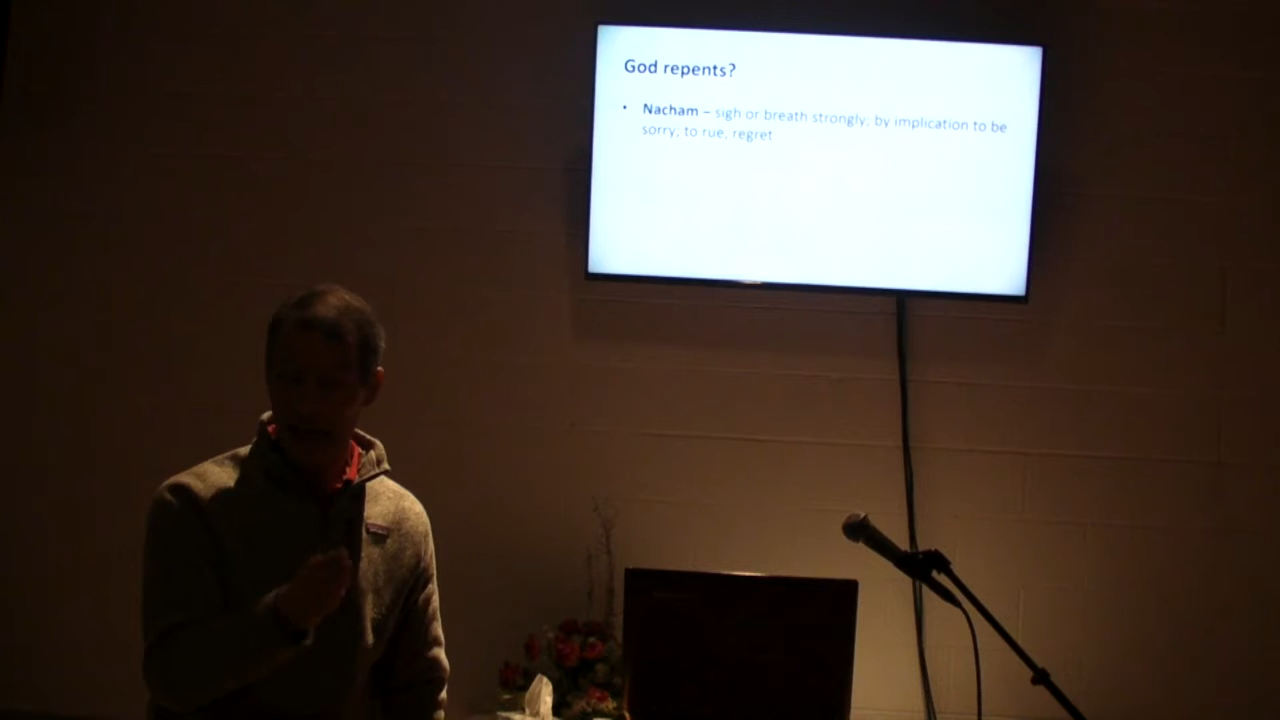 God repents?
• Nacham – sigh or breath strongly; by implication to be
sorry; to rue, regret